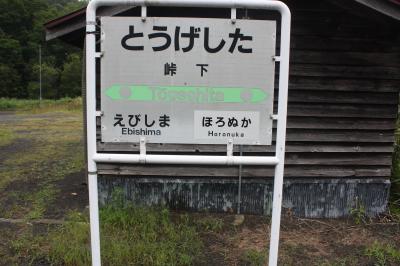 とうげした
峠下
Tōgeshita
えびしま
Ebishima
ほろぬか
Horonuka